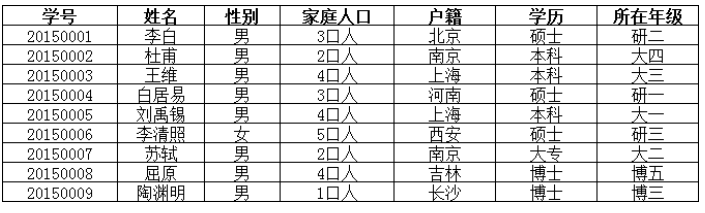 学号 姓名 性别 家庭人口 户籍 学历 所在年级
20150001 李白 男 3口人 北京 硕士 研二
20150002 杜甫 男 2口人 南京 本科 大四
20150003 王维 男 4口人 上海 本科 大三
20150004 白居易 男 3口人 河南 硕士 研一
20150005 刘禹锡 男 4口人 上海 本科 大一
20150006 李清照 女 5口人 西安 硕士 研三
20150007 苏轼 男 2口人 南京 大专 大二
20150008 屈原 男 4口人 吉林 博士 博五
20150009 陶渊明 男 1口人 长沙 博士 博三